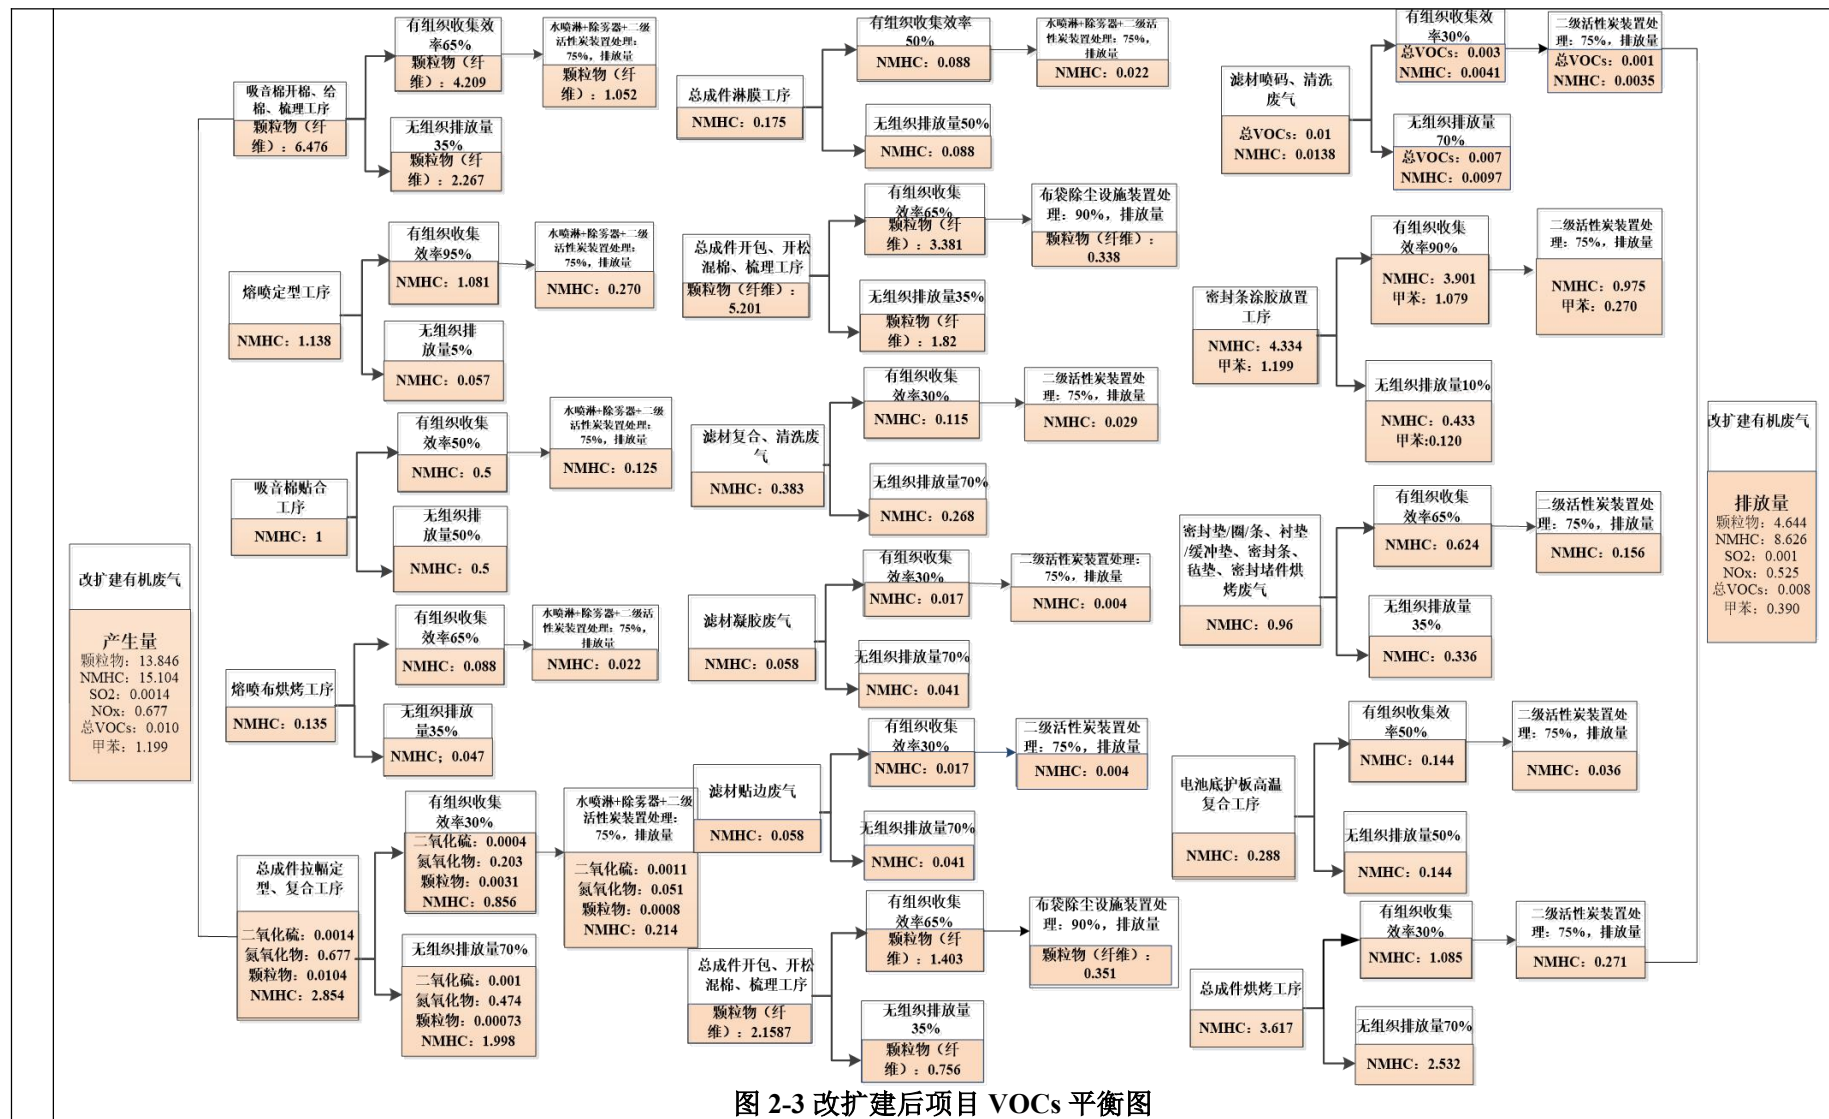 改扩建有机废气
产生量
颗粒物：13.846
NMHC：15.104
SO2：0.0014
NOx：0.677
总VOCs：0.010
甲苯：1.199
吸音棉开棉、给
棉、梳理工序
颗粒物（纤
维）：6.476
有组织收集效
率65%
颗粒物（纤
维）：4.209
水喷淋+除雾器+二级
活性炭装置处理：
75%，排放量
颗粒物（纤
维）：1.052
无组织排放量
35%
颗粒物（纤
维）：2.267
熔喷定型工序
NMHC：1.138
有组织收集
效率95%
NMHC：1.081
水喷淋+除雾器+二级
活性炭装置处理：
75%，排放量
NMHC：0.270
无组织排
放量5%
NMHC：0.057
吸音棉贴合
工序
NMHC：1
有组织收集
效率50%
NMHC：0.5
水喷淋+除雾器+二级
活性炭装置处理：
75%，排放量
NMHC：0.125
无组织排
放量50%
NMHC：0.5
熔喷布烘烤工序
NMHC：0.135
有组织收集
效率65%
NMHC：0.088
水喷淋+除雾器+二级活
性炭装置处理：75%，
排放量
NMHC：0.022
无组织排放
量35%
NMHC；0.047
总成件拉幅定
型、复合工序
二氧化硫：0.0014
氮氧化物：0.677
颗粒物：0.0104
NMHC：2.854
有组织收集
效率30%
二氧化硫：0.0004
氮氧化物：0.203
颗粒物：0.0031
NMHC：0.856
水喷淋+除雾器+二级
活性炭装置处理：
75%，排放量
二氧化硫：0.0011
氮氧化物：0.051
颗粒物：0.0008
NMHC：0.214
无组织排放量70%
二氧化硫：0.001
氮氧化物：0.474
颗粒物：0.00073
NMHC：1.998
总成件淋膜工序
NMHC：0.175
有组织收集效率
50%
NMHC：0.088
水喷淋+除雾器+二级活
性炭装置处理：75%，
排放量
NMHC：0.022
无组织排放量50%
NMHC：0.088
总成件开包、开松
混棉、梳理工序
颗粒物（纤维）：
5.201
有组织收集
效率65%
颗粒物（纤
维）：3.381
布袋除尘设施装置处
理：90%，排放量
颗粒物（纤维）：
0.338
无组织排放量35%
颗粒物（纤
维）：1.82
滤材复合、清洗废
气
NMHC：0.383
有组织收集
效率30%
NMHC：0.115
二级活性炭装置处
理：75%，排放量
NMHC：0.029
无组织排放量70%
NMHC：0.268
滤材凝胶废气
NMHC：0.058
有组织收集
效率30%
NMHC：0.017
二级活性炭装置处理：
75%，排放量
NMHC：0.004
无组织排放量70%
NMHC：0.041
滤材贴边废气
NMHC：0.058
有组织收集
效率30%
NMHC：0.017
二级活性炭装置处
理：75%，排放量
NMHC：0.004
无组织排放量70%
NMHC：0.041
总成件开包、开松
混棉、梳理工序
颗粒物（纤
维）：2.1587
有组织收集
效率65%
颗粒物（纤
维）：1.403
布袋除尘设施装置处
理：90%，排放量
颗粒物（纤维）：
0.351
无组织排放量
35%
颗粒物（纤
维）：0.756
滤材喷码、清洗
废气
总VOCs：0.01
NMHC：0.0138
有组织收集效
率30%
总VOCs：0.003
NMHC：0.0041
二级活性炭装置处
理：75%，排放量
总VOCs：0.001
NMHC：0.0035
无组织排放量
70%
总VOCs：0.007
NMHC：0.0097
密封条涂胶放置
工序
NMHC：4.334
甲苯：1.199
有组织收集
效率90%
NMHC：3.901
甲苯：1.079
二级活性炭装置处
理：75%，排放量
NMHC：0.975
甲苯：0.270
无组织排放量10%
NMHC：0.433
甲苯:0.120
密封垫/圈/条、衬垫
/缓冲垫、密封条、
毡垫、密封堵件烘
烤废气
NMHC：0.96
有组织收集
效率65%
NMHC：0.624
二级活性炭装置处
理：75%，排放量
NMHC：0.156
无组织排放量
35%
NMHC：0.336
电池底护板高温
复合工序
NMHC：0.288
有组织收集效
率50%
NMHC：0.144
二级活性炭装置处
理：75%，排放量
NMHC：0.036
无组织排放量50%
NMHC：0.144
总成件烘烤工序
NMHC：3.617
有组织收集
效率30%
NMHC：1.085
二级活性炭装置处
理：75%，排放量
NMHC：0.271
无组织排放量70%
NMHC：2.532
改扩建有机废气
排放量
颗粒物：4.644
NMHC：8.626
SO2：0.001
NOx：0.525
总VOCs：0.008
甲苯：0.390
图 2-3 改扩建后项目 VOCs 平衡图